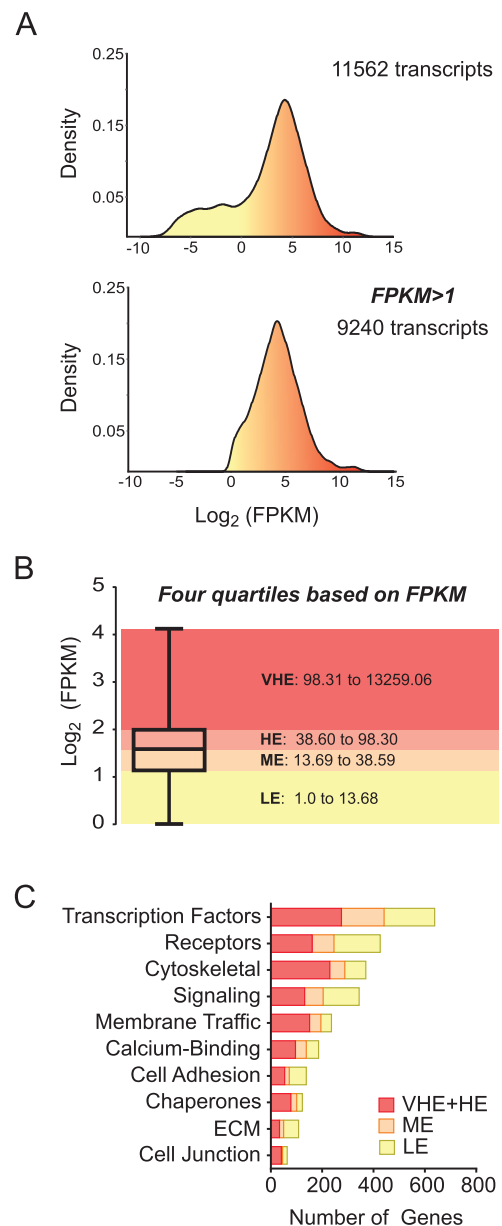 A
0.25
11562 transcripts
0.15
Density
0.05
-10 -5 0 5 10 15
0.25
FPKM>1
9240 transcripts
0.15
Density
0.05
-10 0 5 10 15
Log2 (FPKM)
B
5
Four quartiles based on FPKM
4
VHE: 98.31 to 13259.06
3
Log2 (FPKM)
2
HE: 38.60 to 98.30
ME: 13.69 to 38.59
1
LE: 1.0 to 13.68
0
C
Transcription Factors
Receptors
Cytoskeletal
Signaling
Membrane Traffic
Calcium-Binding
Cell Adhesion
Chaperones
VHE+HE
ECM
ME
Cell Junction
LE
0 200 400 600 800
Number of Genes